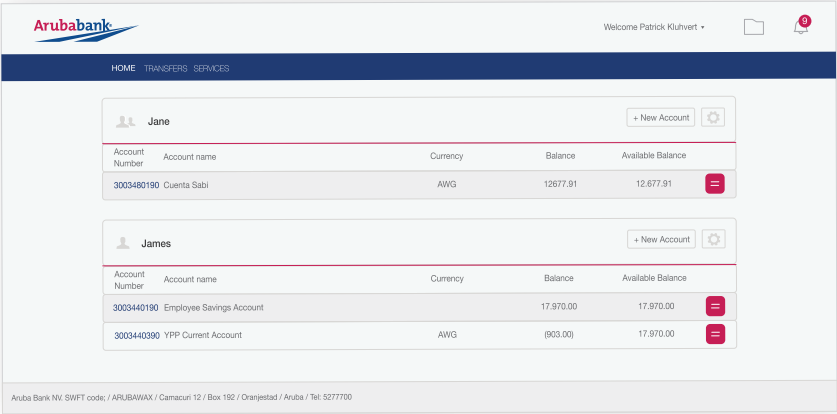 Arubabank
Welcome Patrick Kluhvert
9
HOME TRANSFERS SERVICES
Jane
+ New Account
Account Number Account name Currency Balance Available Balance
3003480190 Cuenta Sabi AWG 12677.91 12.677.91
James
+ New Account
Account Number Account name Currency Balance Available Balance
3003440190 Employee Savings Account 17.970.00 17.970.00
3003440390 YPP Current Account AWG (903.00) 17.970.00
Aruba Bank NV. SWFT code; / ARUBAWAX / Camacuri 12 / Box 192 / Oranjestad / Aruba / Tel: 5277700